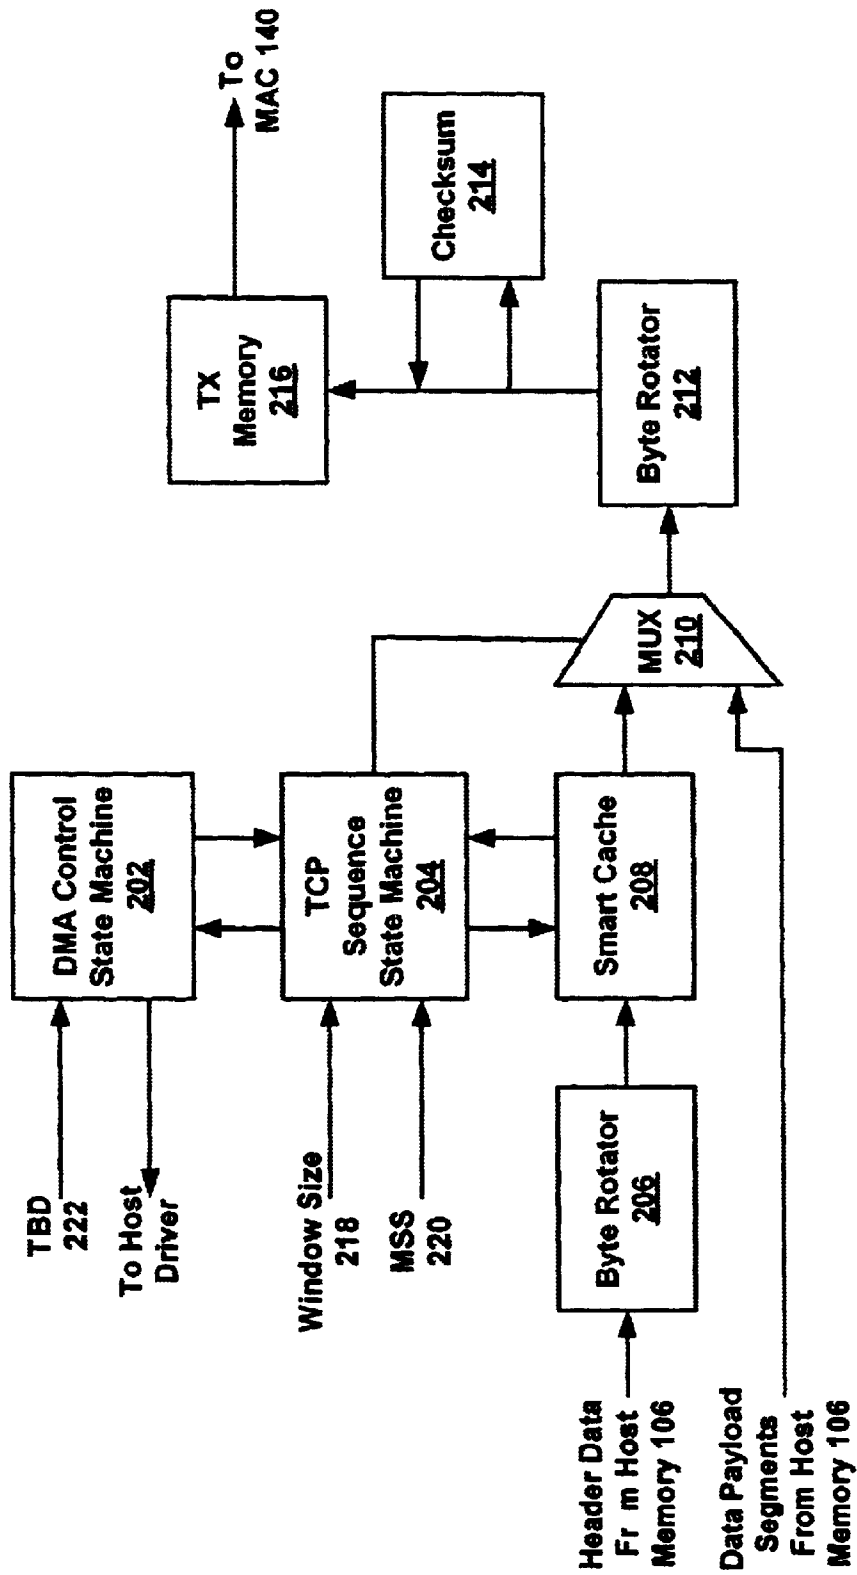 TBD
222
To Host
Driver
DMA Control
State Machine
202
Window Size
218
MSS
220
TCP
Sequence
State Machine
204
Header Data
Fr m Host
Memory 106
Byte Rotator
206
Smart Cache
208
Data Payload
Segments
From Host
Memory 106
MUX
210
Byte Rotator
212
Checksum
214
TX
Memory
216
To
MAC 140